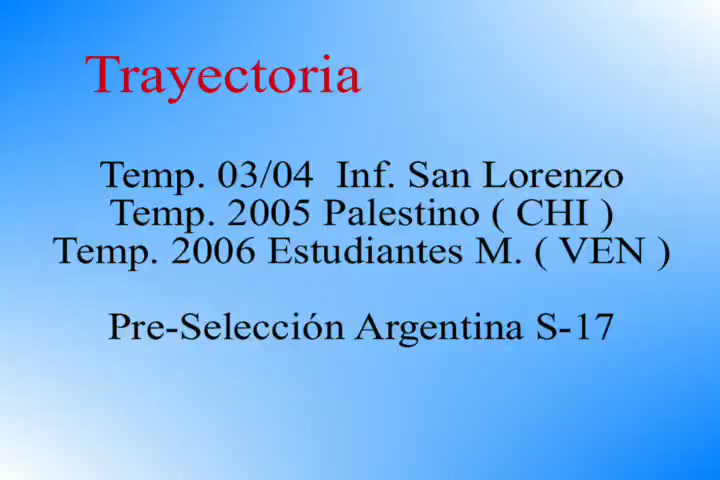 Trayectoria
Temp. 03/04 Inf. San Lorenzo
Temp. 2005 Palestino ( CHI )
Temp. 2006 Estudiantes M. ( VEN )
Pre-Selección Argentina S-17